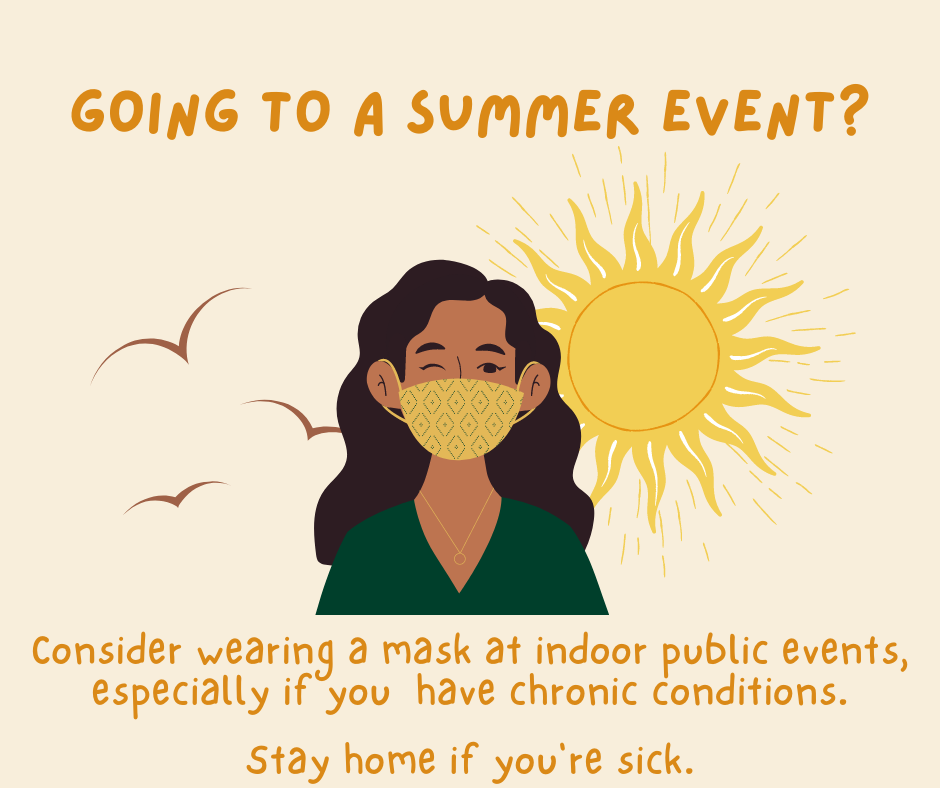 GOING TO A SUMMER EVENT?
Consider wearing a mask at indoor public events,
especially if you have chronic conditions.
Stay home if you're sick.